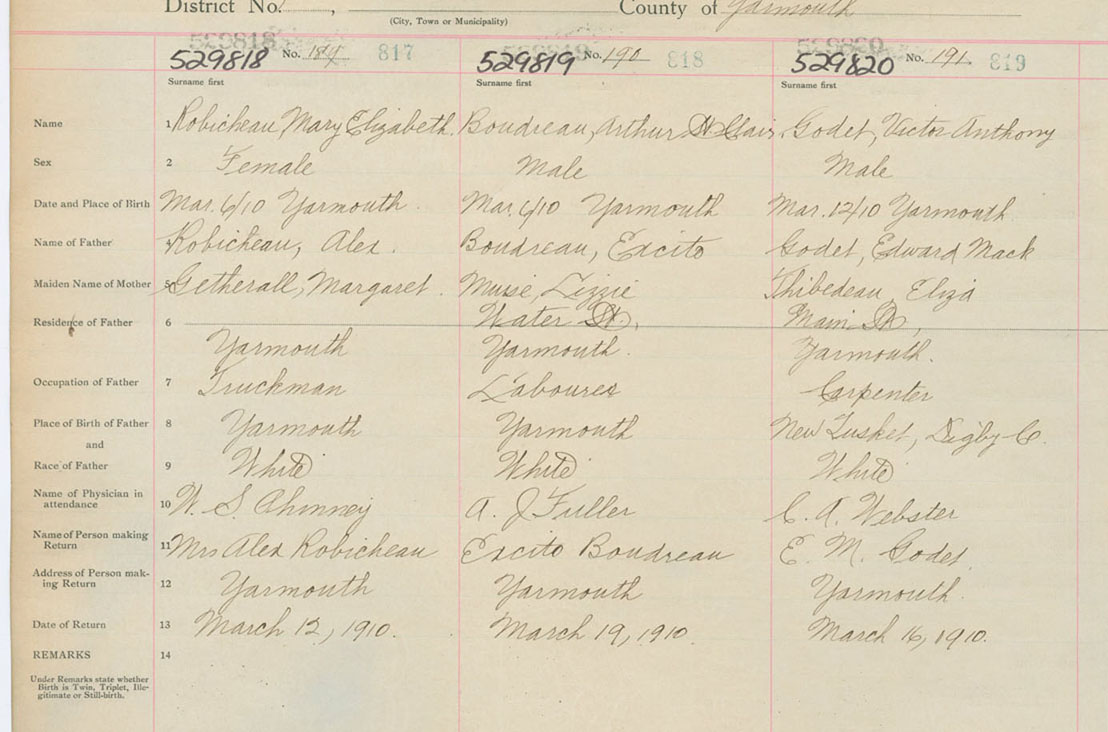 District No. , County of Yarmouth
(City, Town or Municipality)
529818 No. 189 817 529819 No. 190 818 529820 No. 191 819
Surname first Surname first Surname first
Name 1 Robicheau Mary Elizabeth. Boudreau, Arthur St Clair Godet, Victor Anthony
Sex 2 Female Male Male
Date and Place of Birth Mar. 6/10 Yarmouth Mar. 6/10 Yarmouth Mar. 12/10 Yarmouth
Name of Father Robicheau, Alex. Boudreau, Excito Godet, Edward Mack
Maiden Name of Mother 5 Getherall, Margaret. Muise, Lizzie Thibedeau, Eliza
Residence of Father 6 Water St, Main St,
Yarmouth Yarmouth. Yarmouth.
Occupation of Father 7 Truckman Labourer Carpenter
Place of Birth of Father 8 Yarmouth Yarmouth New Tusket, Digby C.
and
Race of Father 9 White White White
Name of Physician in
attendance 10 W. S. A. J Fuller C. A. Webster
Name of Person making
Return 11 Mrs Alex Robicheau Excito Boudreau E. M. Godet.
Address of Person mak-
ing Return 12 Yarmouth Yarmouth Yarmouth.
Date of Return 13 March 12, 1910. March 19, 1910. March 16, 1910.
REMARKS 14
Under Remarks state whether
Birth is Twin, Triplet, Ille-
gitimate or Still-birth.